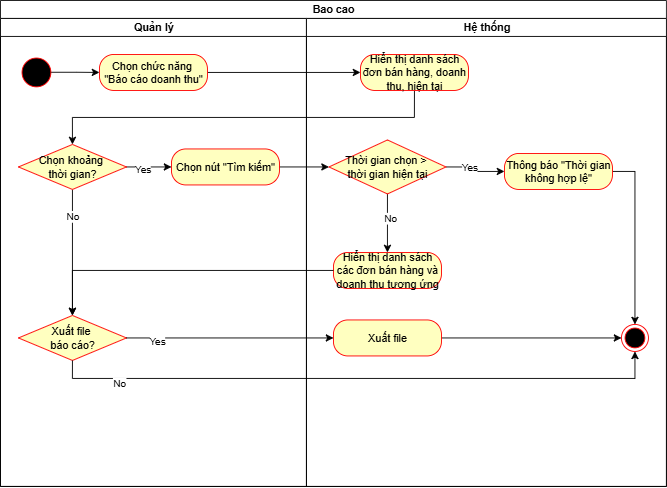 Bao cao
Quản lý
Hệ thống
Chọn chức năng
"Báo cáo doanh thu"
Hiển thị danh sách
đơn bán hàng, doanh
thu, hiện tại
Chọn khoảng
thời gian?
Yes
Chọn nút "Tìm kiếm"
Thời gian chọn >
thời gian hiện tại
Yes
Thông báo "Thời gian
không hợp lệ"
No
No
Hiển thị danh sách
các đơn bán hàng và
doanh thu tương ứng
Xuất file
báo cáo?
Yes
Xuất file
No